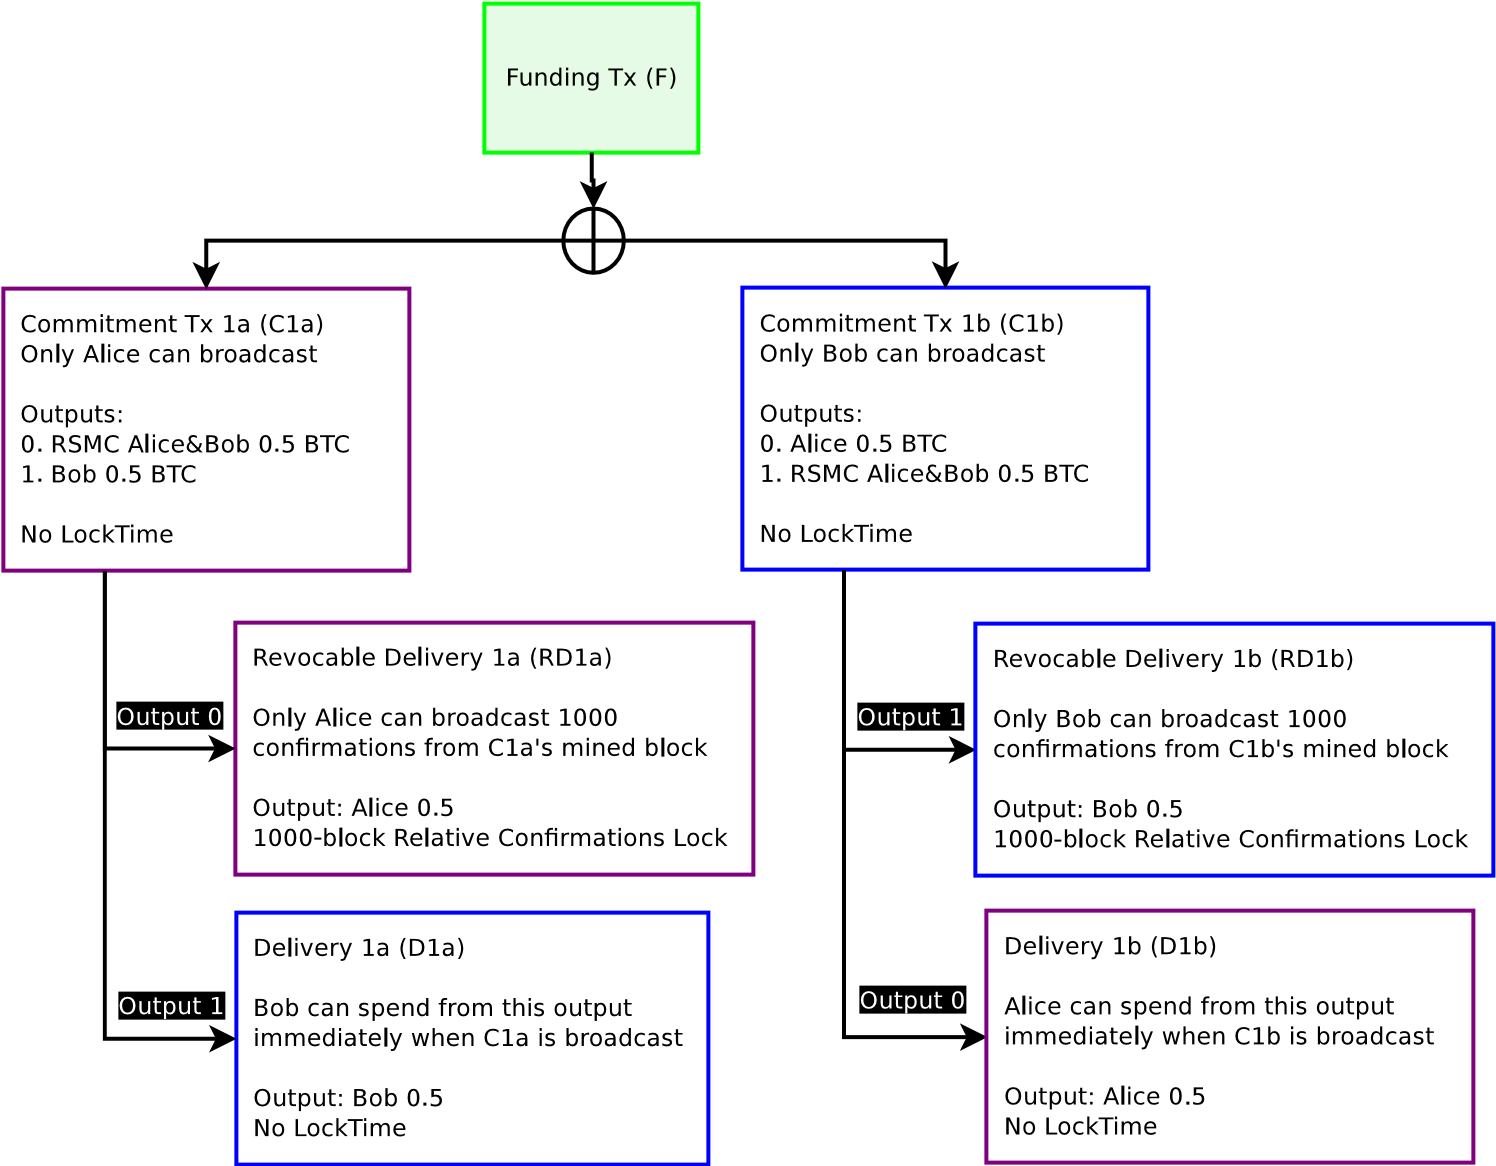 Funding Tx (F)
Commitment Tx 1a (C1a)
Only Alice can broadcast
Outputs:
0. RSMC Alice&Bob 0.5 BTC
1. Bob 0.5 BTC
No LockTime
Commitment Tx 1b (C1b)
Only Bob can broadcast
Outputs:
0. Alice 0.5 BTC
1. RSMC Alice&Bob 0.5 BTC
No LockTime
Output 0
Revocable Delivery 1a (RD1a)
Only Alice can broadcast 1000
confirmations from C1a's mined block
Output: Alice 0.5
1000-block Relative Confirmations Lock
Output 1
Revocable Delivery 1b (RD1b)
Only Bob can broadcast 1000
confirmations from C1b's mined block
Output: Bob 0.5
1000-block Relative Confirmations Lock
Output 1
Delivery 1a (D1a)
Bob can spend from this output
immediately when C1a is broadcast
Output: Bob 0.5
No LockTime
Output 0
Delivery 1b (D1b)
Alice can spend from this output
immediately when C1b is broadcast
Output: Alice 0.5
No LockTime